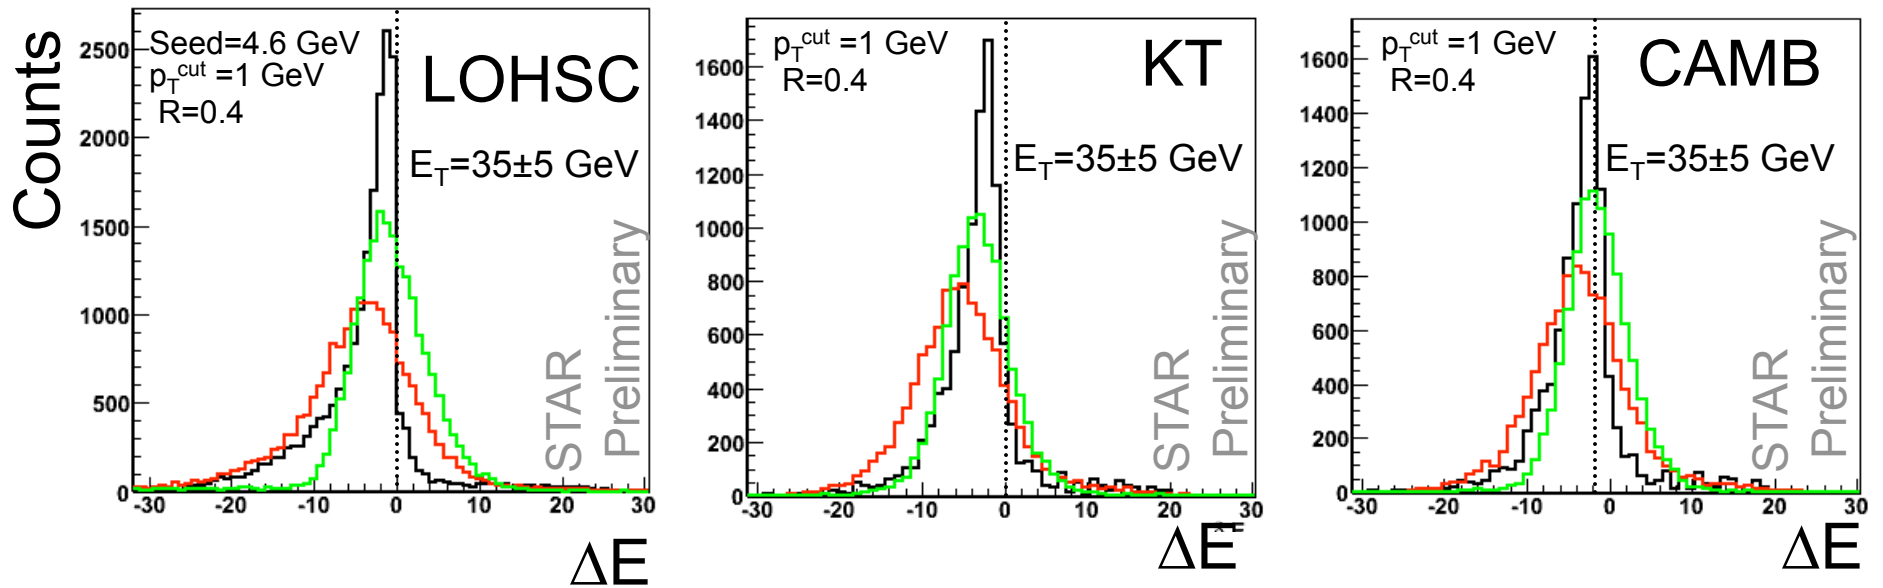 Counts
Seed=4.6 GeV
pTcut =1 GeV
R=0.4
LOHSC
ET=35±5 GeV
STAR
Preliminary
2500
2000
1500
1000
500
0
-30 -20 -10 0 10 20 30
ΔE
pTcut =1 GeV
R=0.4
KT
ET=35±5 GeV
STAR
Preliminary
1600
1400
1200
1000
800
600
400
200
0
-30 -20 -10 0 10 20 30
ΔE
pTcut =1 GeV
R=0.4
CAMB
ET=35±5 GeV
STAR
Preliminary
1600
1400
1200
1000
800
600
400
200
0
-30 -20 -10 0 10 20 30
ΔE